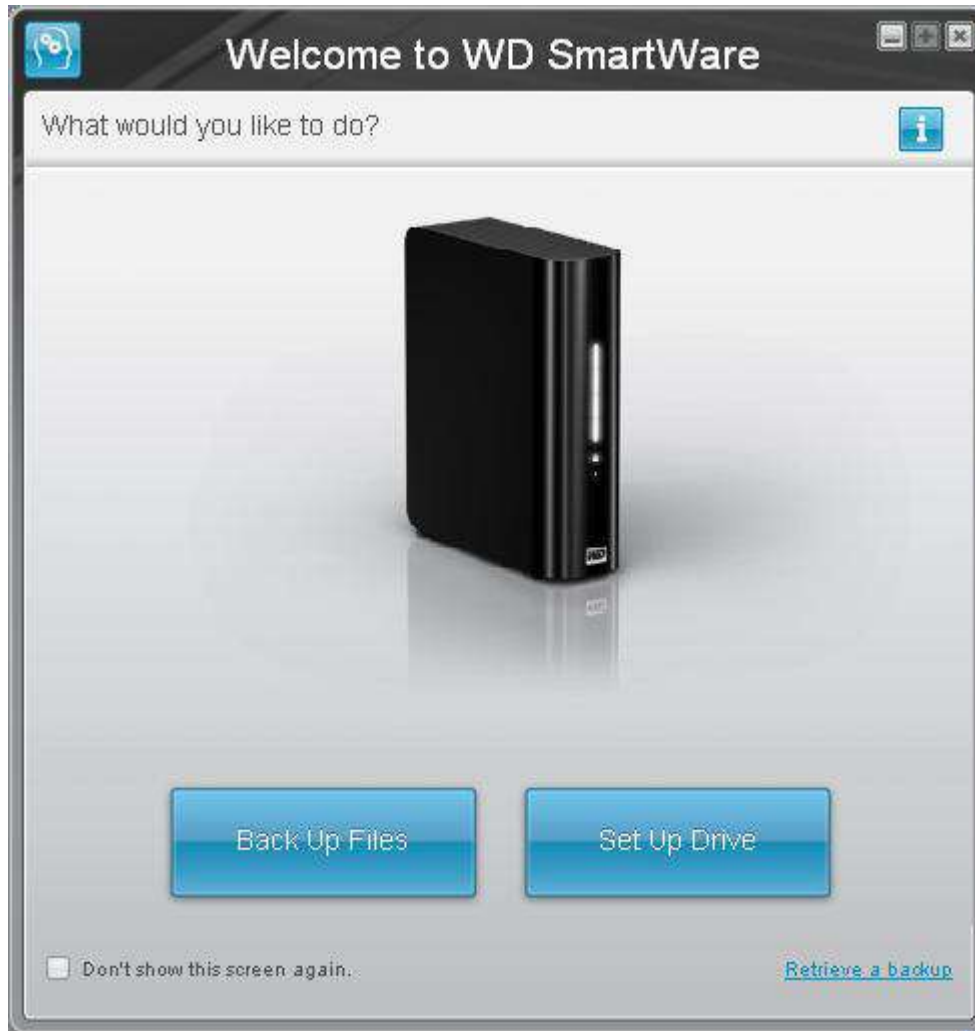 Welcome to WD SmartWare
What would you like to do?
i
WD
Back Up Files
Set Up Drive
Don't show this screen again.
Retrieve a backup